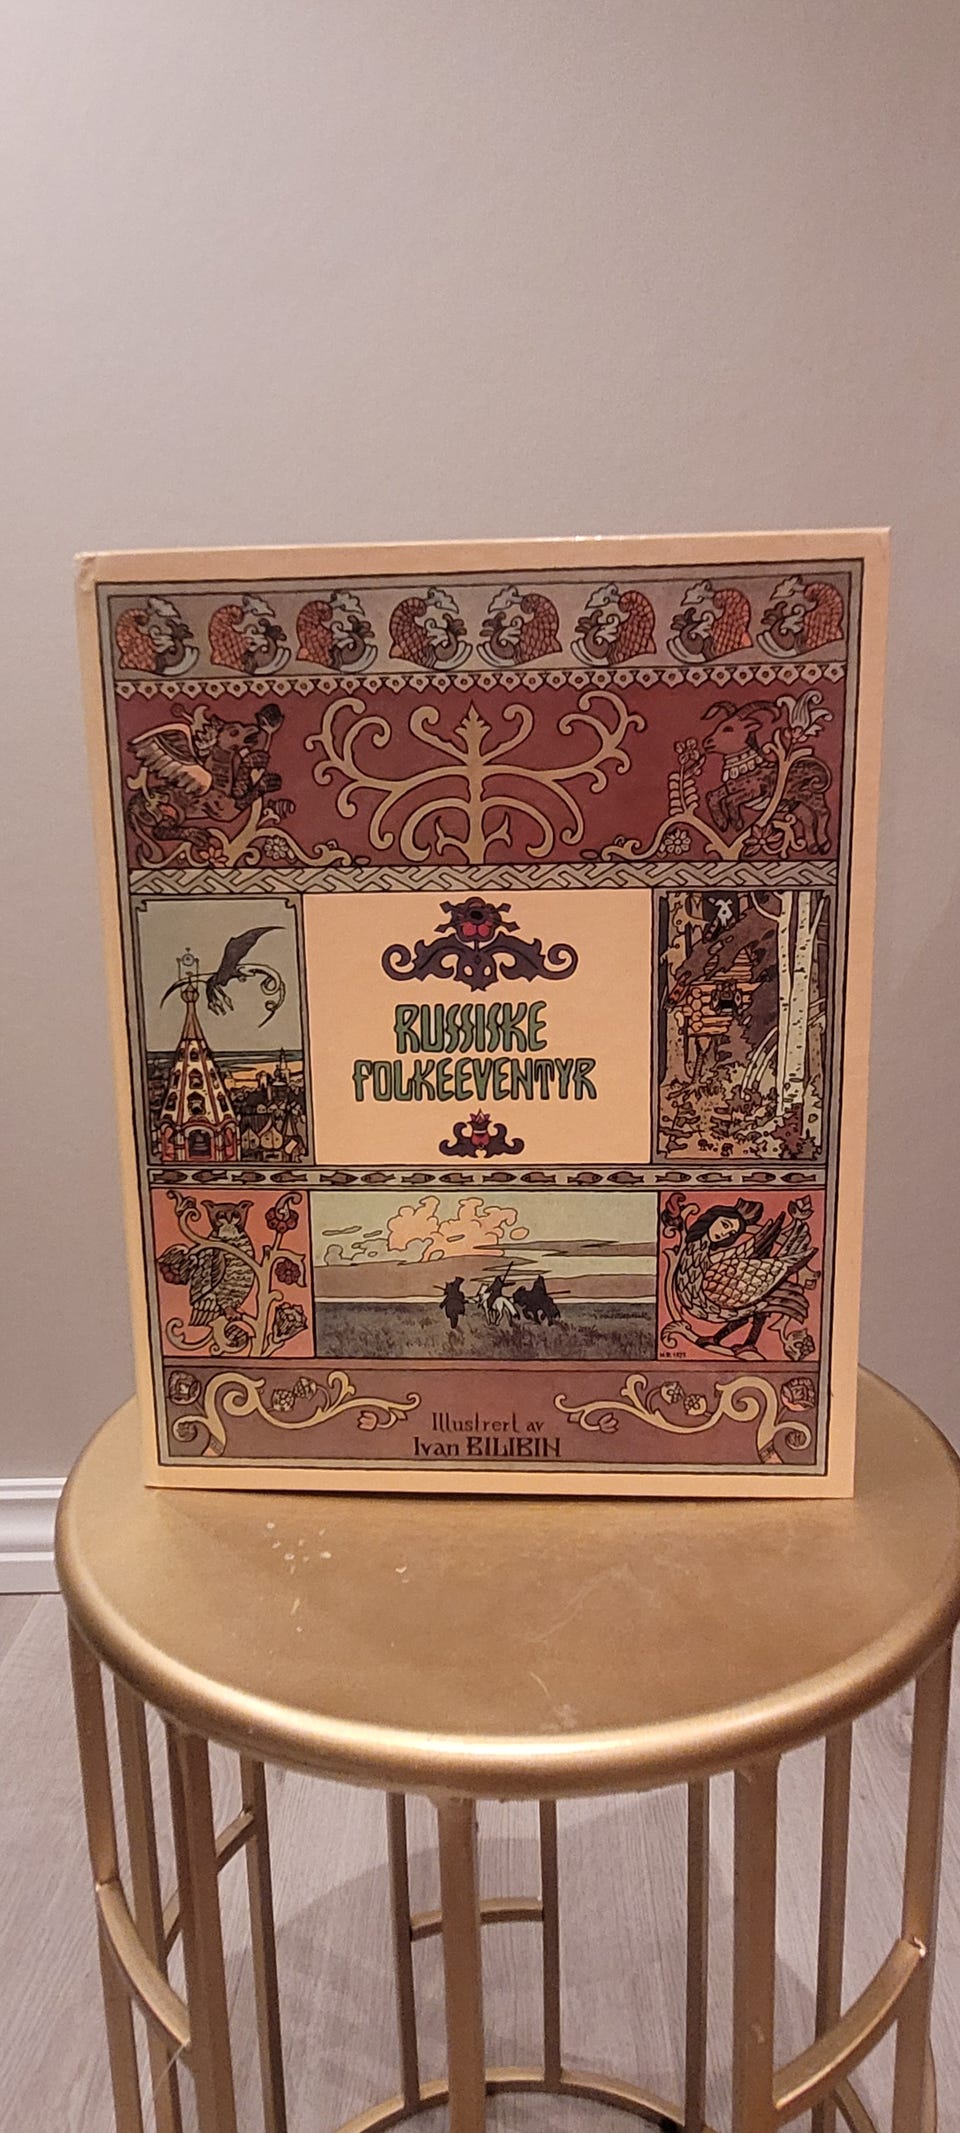 RUSSISKE
FOLKEEVENTYR
Illustrert av
Ivan BILIBIN